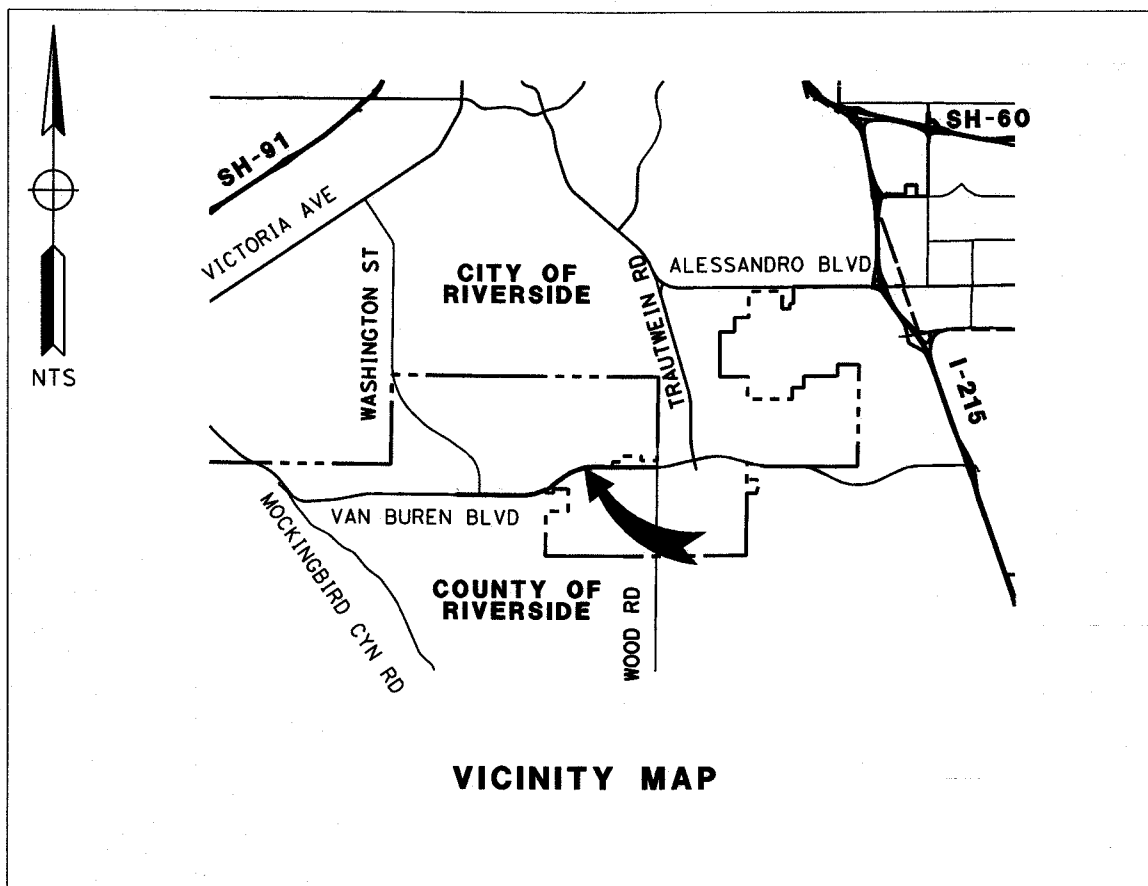 SH-91
SH-60
VICTORIA AVE
WASHINGTON ST
CITY OF
RIVERSIDE
TRAUTWEIN RD
ALESSANDRO BLVD
NTS
I-215
MOCKINGBIRD CYN RD
VAN BUREN BLVD
COUNTY OF
RIVERSIDE
WOOD RD
VICINITY MAP